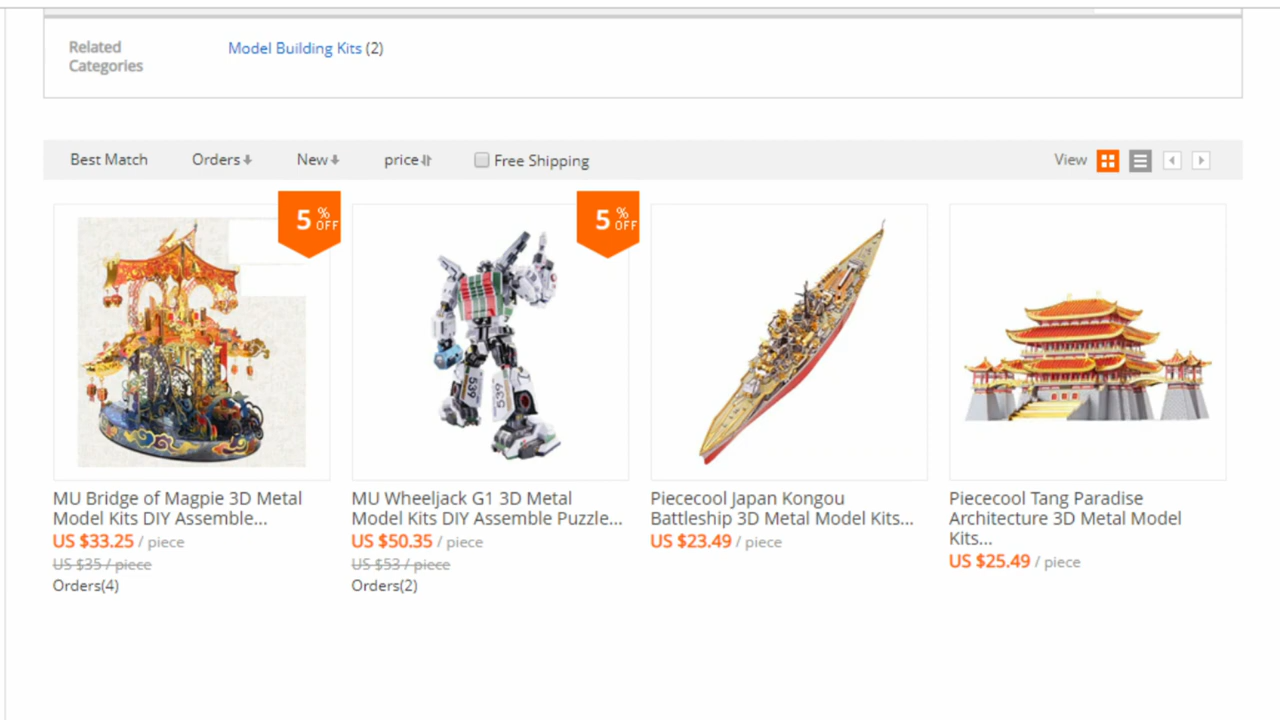 Related
Categories
Model Building Kits (2)
Best Match
Orders
New
price
Free Shipping
View
5 % OFF
5 % OFF
539
539
MU Bridge of Magpie 3D Metal
Model Kits DIY Assemble...
US $33.25 / piece
US $35 / piece
Orders(4)
MU Wheeljack G1 3D Metal
Model Kits DIY Assemble Puzzle...
US $50.35 / piece
US $53 / piece
Orders(2)
Piececool Japan Kongou
Battleship 3D Metal Model Kits...
US $23.49 / piece
Piececool Tang Paradise
Architecture 3D Metal Model
Kits...
US $25.49 / piece